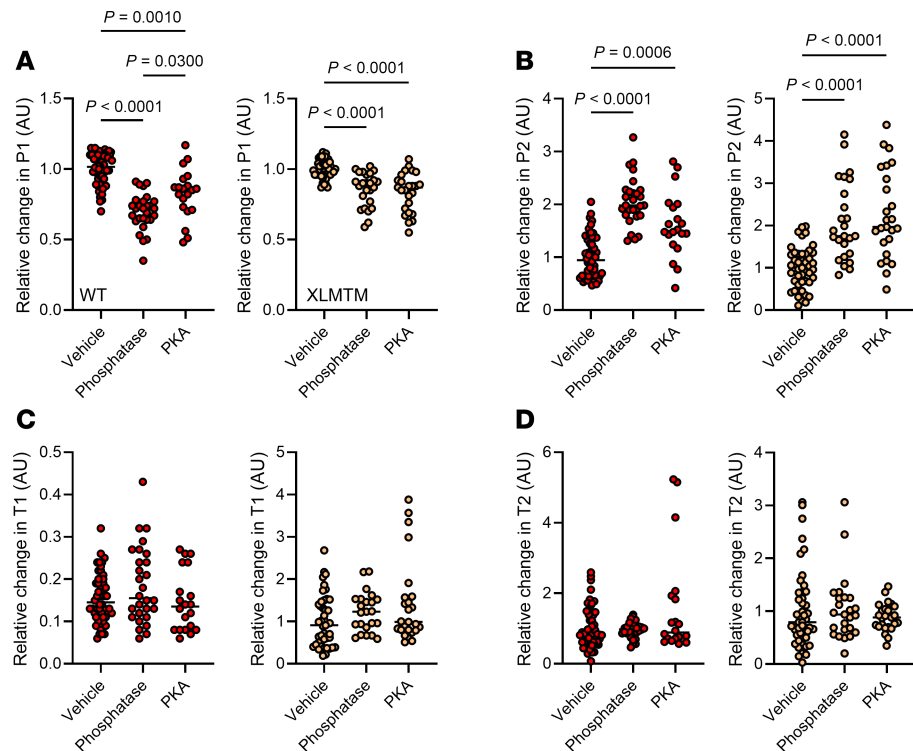 P = 0.0010
P = 0.0300
P < 0.0001
A
Relative change in P1 (AU)
1.5
1.0
0.5
0.0
WT
Vehicle
Phosphatase
PKA
P < 0.0001
P < 0.0001
Relative change in P1 (AU)
1.5
1.0
0.5
0.0
XLMTM
Vehicle
Phosphatase
PKA
B
P = 0.0006
P < 0.0001
Relative change in P2 (AU)
4
3
2
1
0
Vehicle
Phosphatase
PKA
P < 0.0001
P < 0.0001
Relative change in P2 (AU)
5
4
3
2
1
0
Vehicle
Phosphatase
PKA
C
Relative change in T1 (AU)
0.5
0.4
0.3
0.2
0.1
0.0
Vehicle
Phosphatase
PKA
Relative change in T1 (AU)
5
4
3
2
1
0
Vehicle
Phosphatase
PKA
D
Relative change in T2 (AU)
6
4
2
0
Vehicle
Phosphatase
PKA
Relative change in T2 (AU)
4
3
2
1
0
Vehicle
Phosphatase
PKA